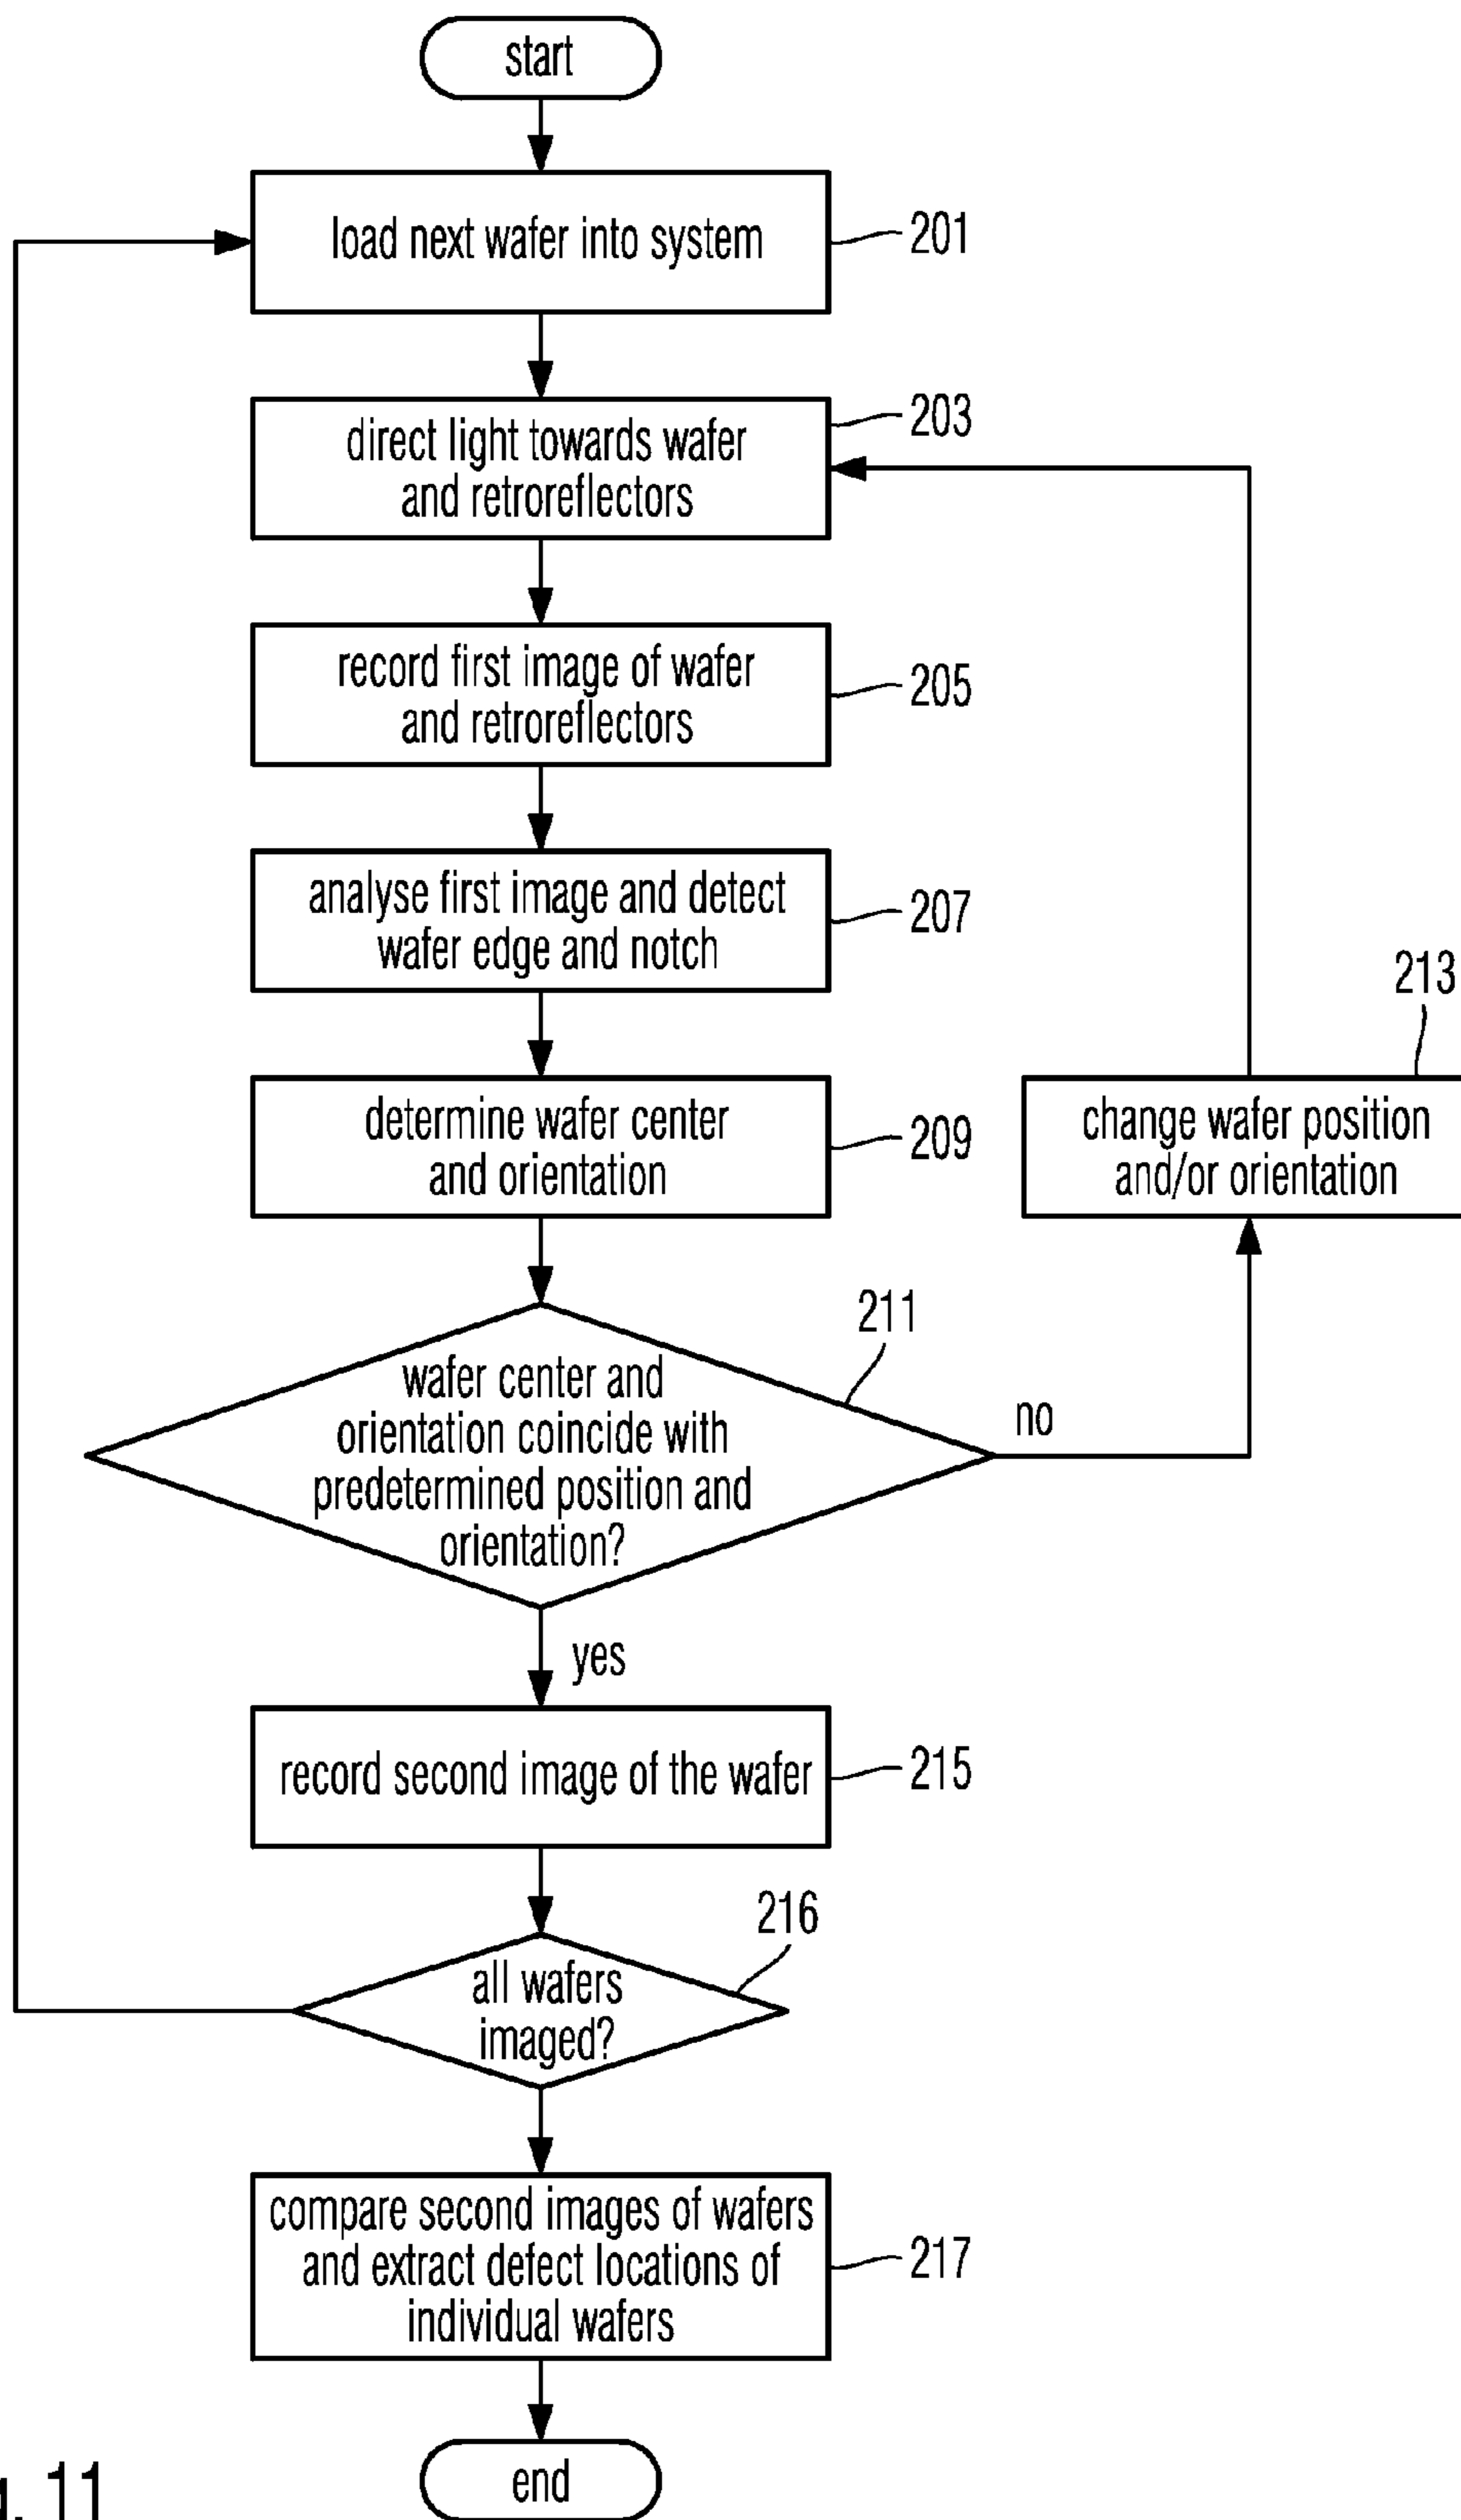 start
load next wafer into system
201
direct light towards wafer
and retroreflectors
203
record first image of wafer
and retroreflectors
205
analyse first image and detect
wafer edge and notch
207
determine wafer center
and orientation
209
213
change wafer position
and/or orientation
211
wafer center and
orientation coincide with
predetermined position and
orientation?
no
yes
record second image of the wafer
215
216
all wafers
imaged?
compare second images of wafers
and extract defect locations of
individual wafers
217
end
11